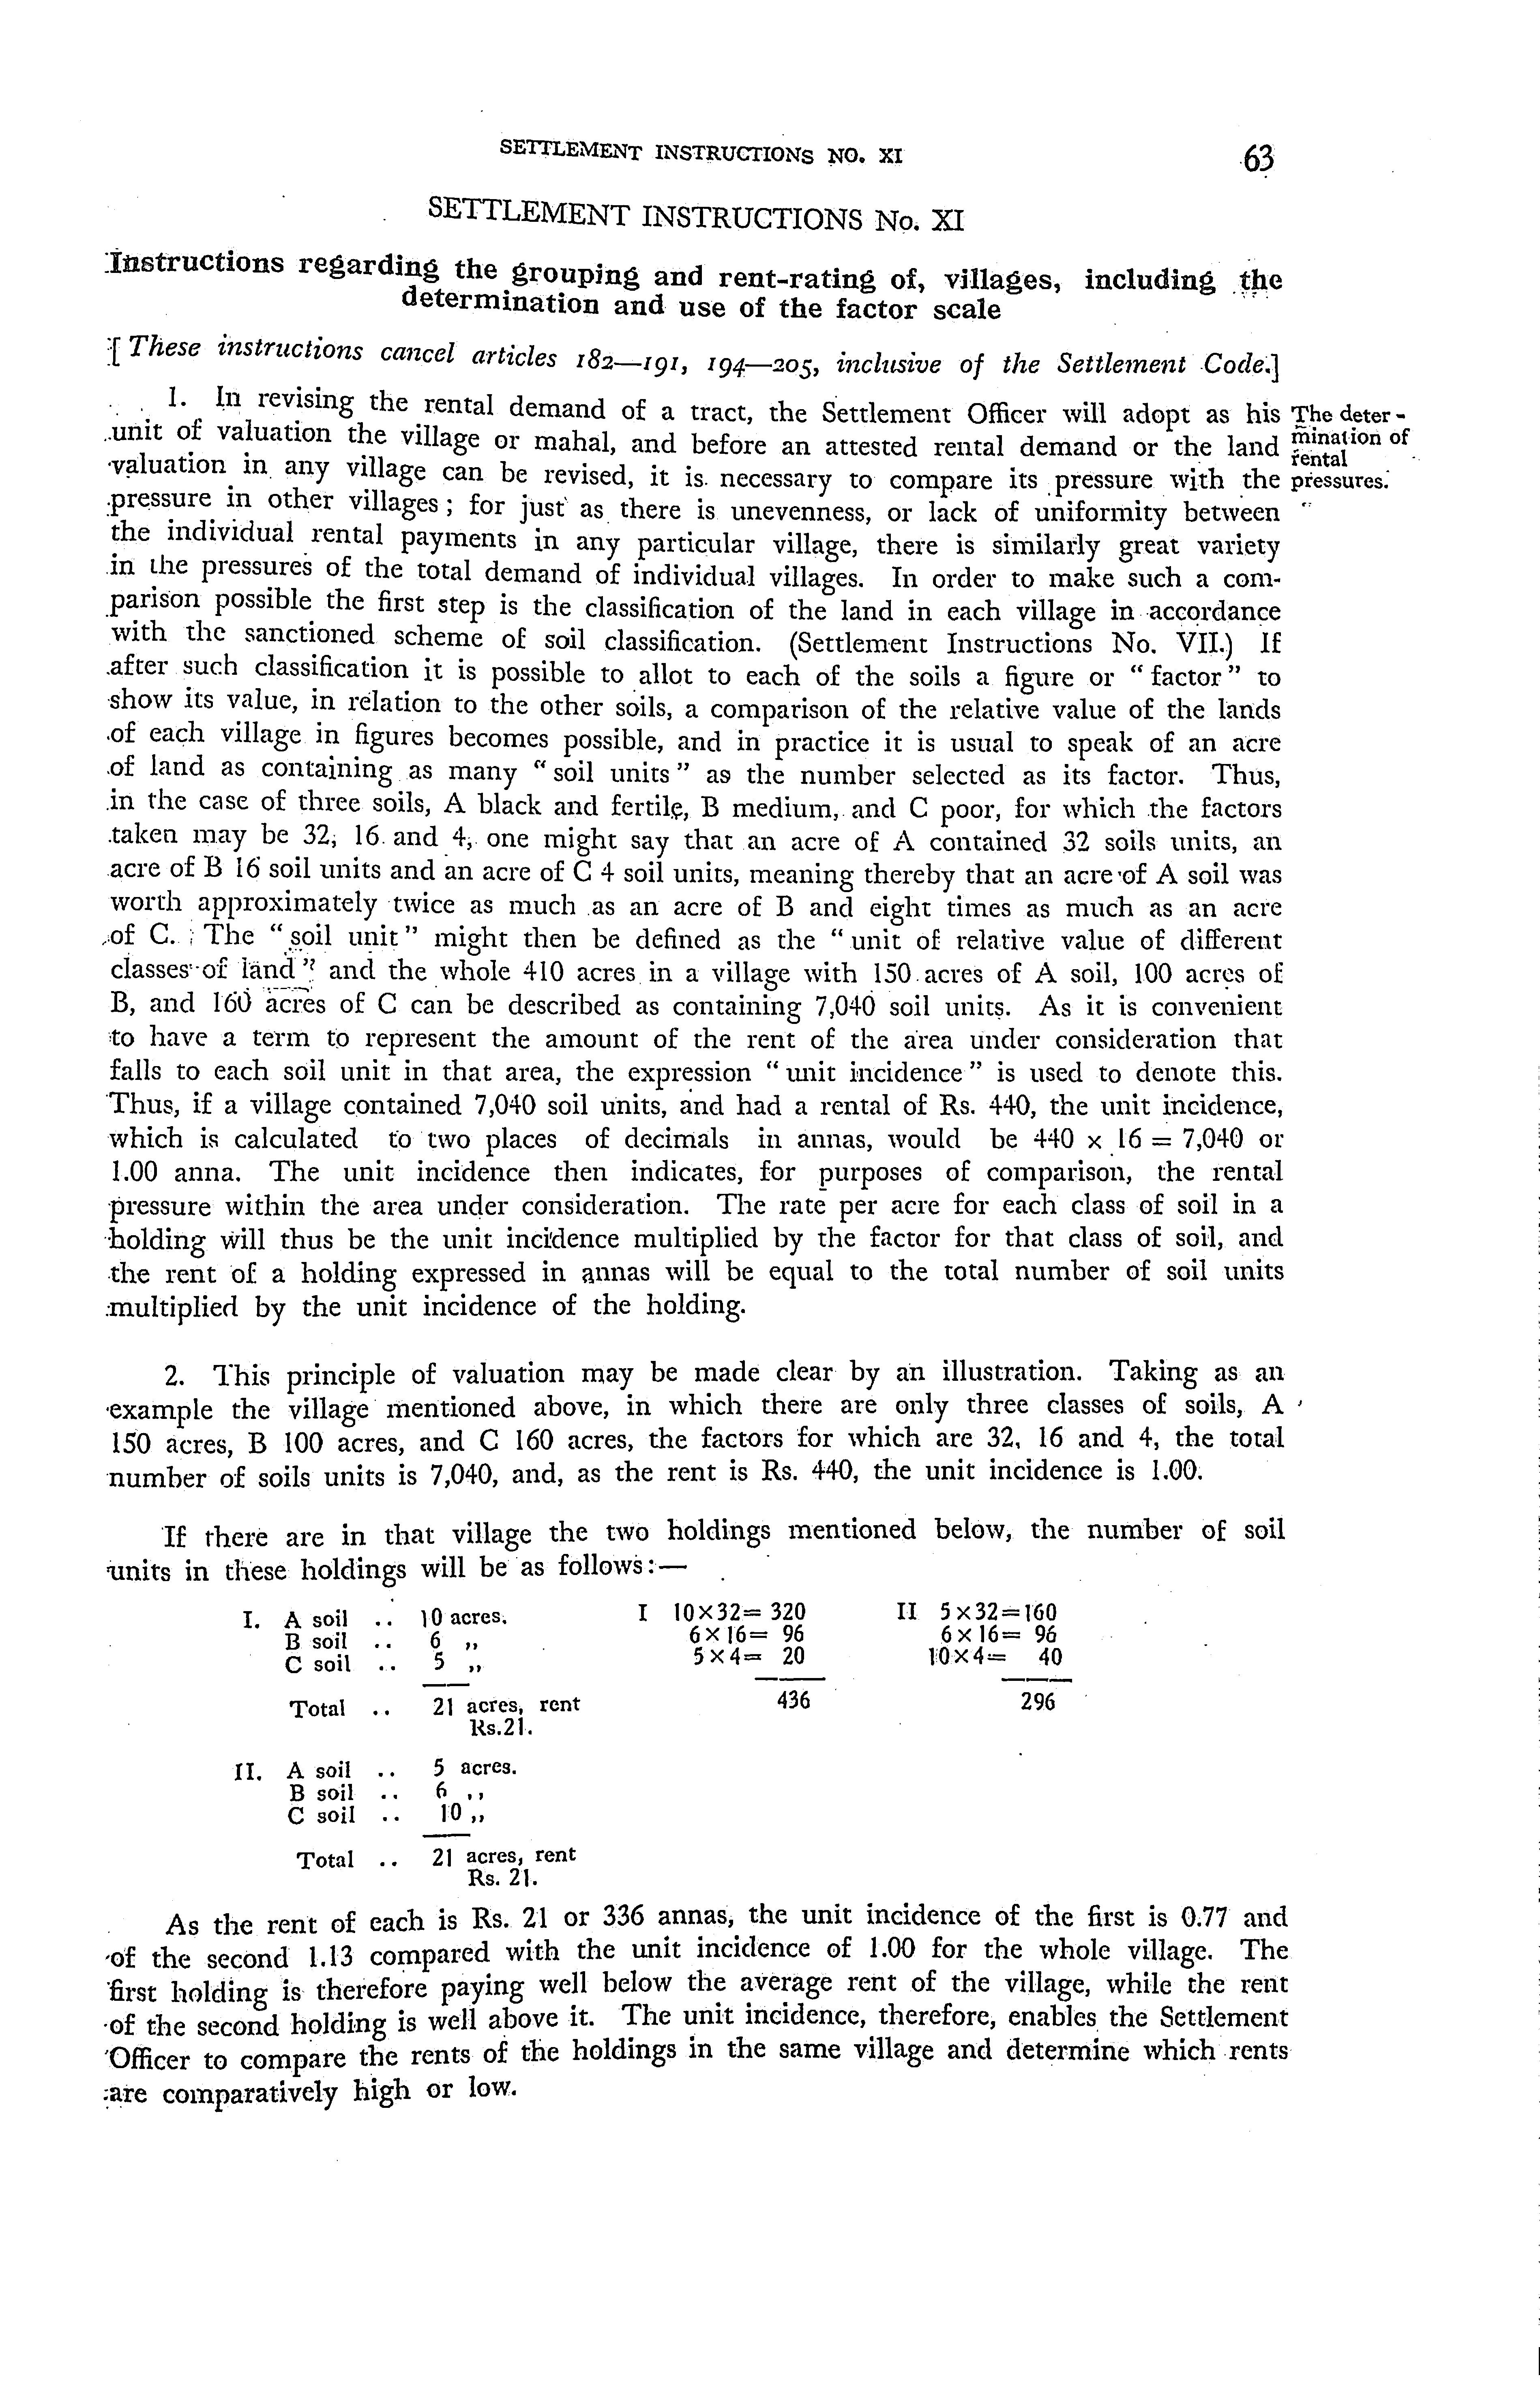 SETTLEMENT INSTRUCTIONS NO. XI
63
SETTLEMENT INSTRUCTIONS No. XI
Instructions regarding the grouping and rent-rating of, villages, including the
determination and use of the factor scale
[These instructions cancel articles 182—191, 194—205, inclusive of the Settlement Code.]
1. In revising the rental demand of a tract, the Settlement Officer will adopt as his
unit of valuation the village or mahal, and before an attested rental demand or the land
valuation in any village can be revised, it is necessary to compare its pressure with the
pressure in other villages; for just as there is unevenness, or lack of uniformity between
the individual rental payments in any particular village, there is similarly great variety
in the pressures of the total demand of individual villages. In order to make such a com-
parison possible the first step is the classification of the land in each village in accordance
with the sanctioned scheme of soil classification. (Settlement Instructions No. VII.) If
after such classification it is possible to allot to each of the soils a figure or "factor" to
show its value, in relation to the other soils, a comparison of the relative value of the lands
of each village in figures becomes possible, and in practice it is usual to speak of an acre
of land as containing as many "soil units" as the number selected as its factor. Thus,
in the case of three soils, A black and fertile, B medium, and C poor, for which the factors
taken may be 32, 16 and 4, one might say that an acre of A contained 32 soils units, an
acre of B 16 soil units and an acre of C 4 soil units, meaning thereby that an acre of A soil was
worth approximately twice as much as an acre of B and eight times as much as an acre
of C. The "soil unit" might then be defined as the "unit of relative value of different
classes of land" and the whole 410 acres in a village with 150 acres of A soil, 100 acres of
B, and 160 acres of C can be described as containing 7,040 soil units. As it is convenient
to have a term to represent the amount of the rent of the area under consideration that
falls to each soil unit in that area, the expression "unit incidence" is used to denote this.
Thus, if a village contained 7,040 soil units, and had a rental of Rs. 440, the unit incidence,
which is calculated to two places of decimals in annas, would be 440 × 16 = 7,040 or
1.00 anna. The unit incidence then indicates, for purposes of comparison, the rental
pressure within the area under consideration. The rate per acre for each class of soil in a
holding will thus be the unit incidence multiplied by the factor for that class of soil, and
the rent of a holding expressed in annas will be equal to the total number of soil units
multiplied by the unit incidence of the holding.
The deter-
mination of
rental
pressures.
2. This principle of valuation may be made clear by an illustration. Taking as an
example the village mentioned above, in which there are only three classes of soils, A
150 acres, B 100 acres, and C 160 acres, the factors for which are 32, 16 and 4, the total
number of soils units is 7,040, and, as the rent is Rs. 440, the unit incidence is 1.00.
If there are in that village the two holdings mentioned below, the number of soil
units in these holdings will be as follows:—
I. A soil .. 10 acres. I 10×32= 320 II 5×32=160
B soil .. 6 ,, 6×16= 96 6×16= 96
C soil .. 5 ,, 5×4= 20 10×4= 40
Total .. 21 acres, rent 436 296
Rs.21.
II. A soil .. 5 acres.
B soil .. 6 ,,
C soil .. 10 ,,
Total .. 21 acres, rent
Rs. 21.
As the rent of each is Rs. 21 or 336 annas, the unit incidence of the first is 0.77 and
of the second 1.13 compared with the unit incidence of 1.00 for the whole village. The
first holding is therefore paying well below the average rent of the village, while the rent
of the second holding is well above it. The unit incidence, therefore, enables the Settlement
Officer to compare the rents of the holdings in the same village and determine which rents
are comparatively high or low.